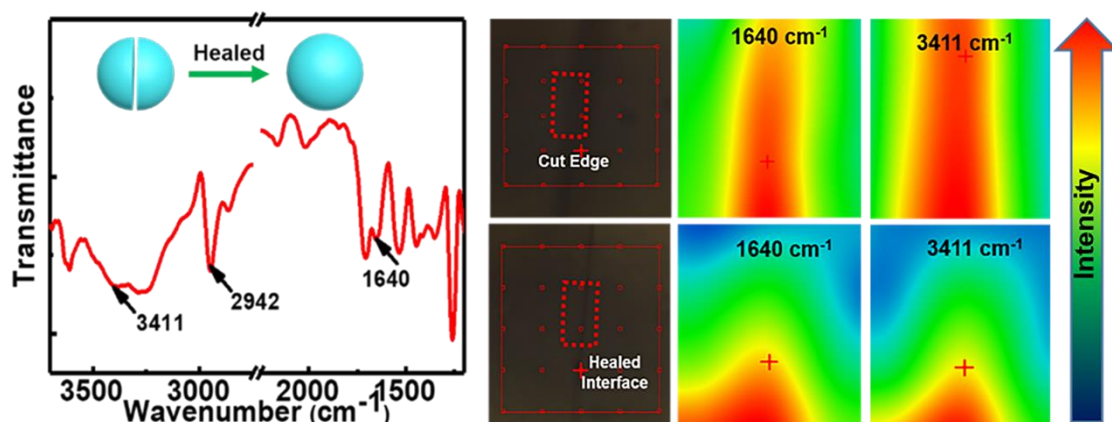 Healed
Transmittance
3411
2942
1640
3500
3000
2000
1500
Wavenumber (cm-1)
Cut Edge
1640 cm-1
3411 cm-1
Healed
Interface
1640 cm-1
3411 cm-1
Intensity